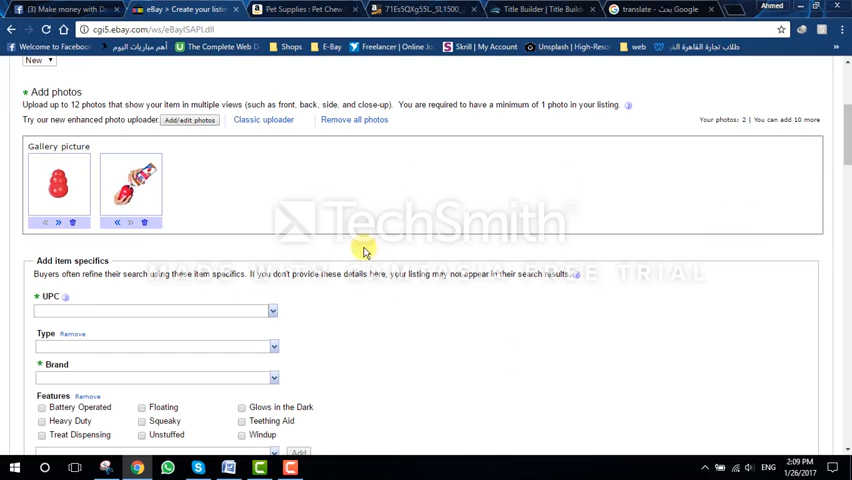 (3) Make money with De
eBay | Create your listin
Pet Supplies : Pet Chew
71Es5QXg55L._SL1500_
Title Builder | Title Build
translate - بحث Google
Ahmed
cgi5.ebay.com/ws/eBayISAPI.dll
Welcome to Facebook
أهم مباريات اليوم
The Complete Web D
Shops
E-Bay
Freelancer | Online Jo
Skrill | My Account
Unsplash | High-Reso
web
طلاب تجارة القاهرة ال
New
* Add photos
Upload up to 12 photos that show your item in multiple views (such as front, back, side, and close-up). You are required to have a minimum of 1 photo in your listing.
Try our new enhanced photo uploader. Add/edit photos Classic uploader Remove all photos Your photos: 2 | You can add 10 more
Gallery picture
TechSmith
MADE WITH CAMTASIA FREE TRIAL
Add item specifics
Buyers often refine their search using these item specifics. If you don't provide these details here, your listing may not appear in their search results.
* UPC
Type Remove
* Brand
Features Remove
Battery Operated Floating Glows in the Dark
Heavy Duty Squeaky Teething Aid
Treat Dispensing Unstuffed Windup
Add
ENG
2:09 PM
1/26/2017